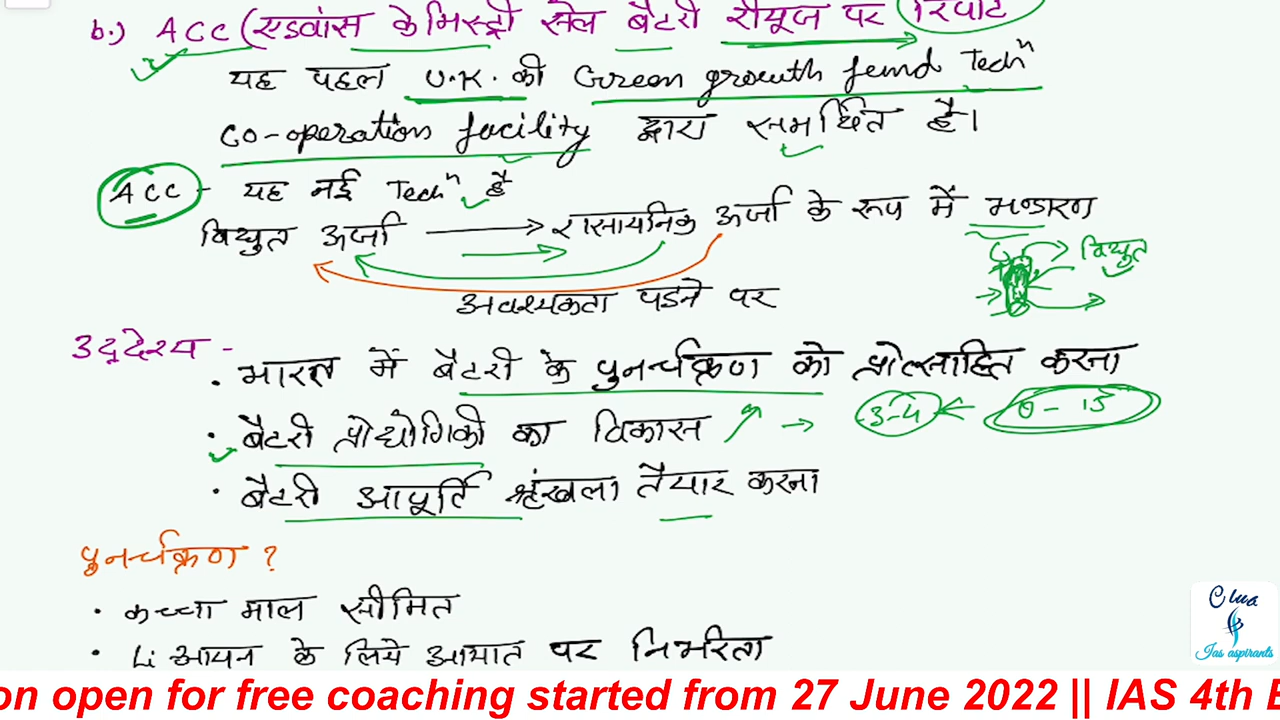 b.) ACC (एडवांस केमिस्ट्री सेल बैटरी रीयूज पर रिपोर्ट
यह पहल U.K. की Green growth fund Techⁿ
co-operation facility द्वारा समर्थित है।
ACC - यह नई Techⁿ है
विद्युत ऊर्जा → रासायनिक ऊर्जा के रूप में भण्डारण
विद्युत
अवश्यकता पडने पर
उद्देश्य -
• भारत में बैटरी के पुनर्चक्रण को प्रोत्साहित करना
• बैटरी प्रोद्योगिकी का विकास → 3-4 ←
• बैटरी आपूर्ति श्रृंखला तैयार करना
पुनर्चक्रण ?
• कच्चा माल सीमित
• Li आयन के लिये आयात पर निर्भरता
Clue
Ias aspirants
on open for free coaching started from 27 June 2022 || IAS 4th